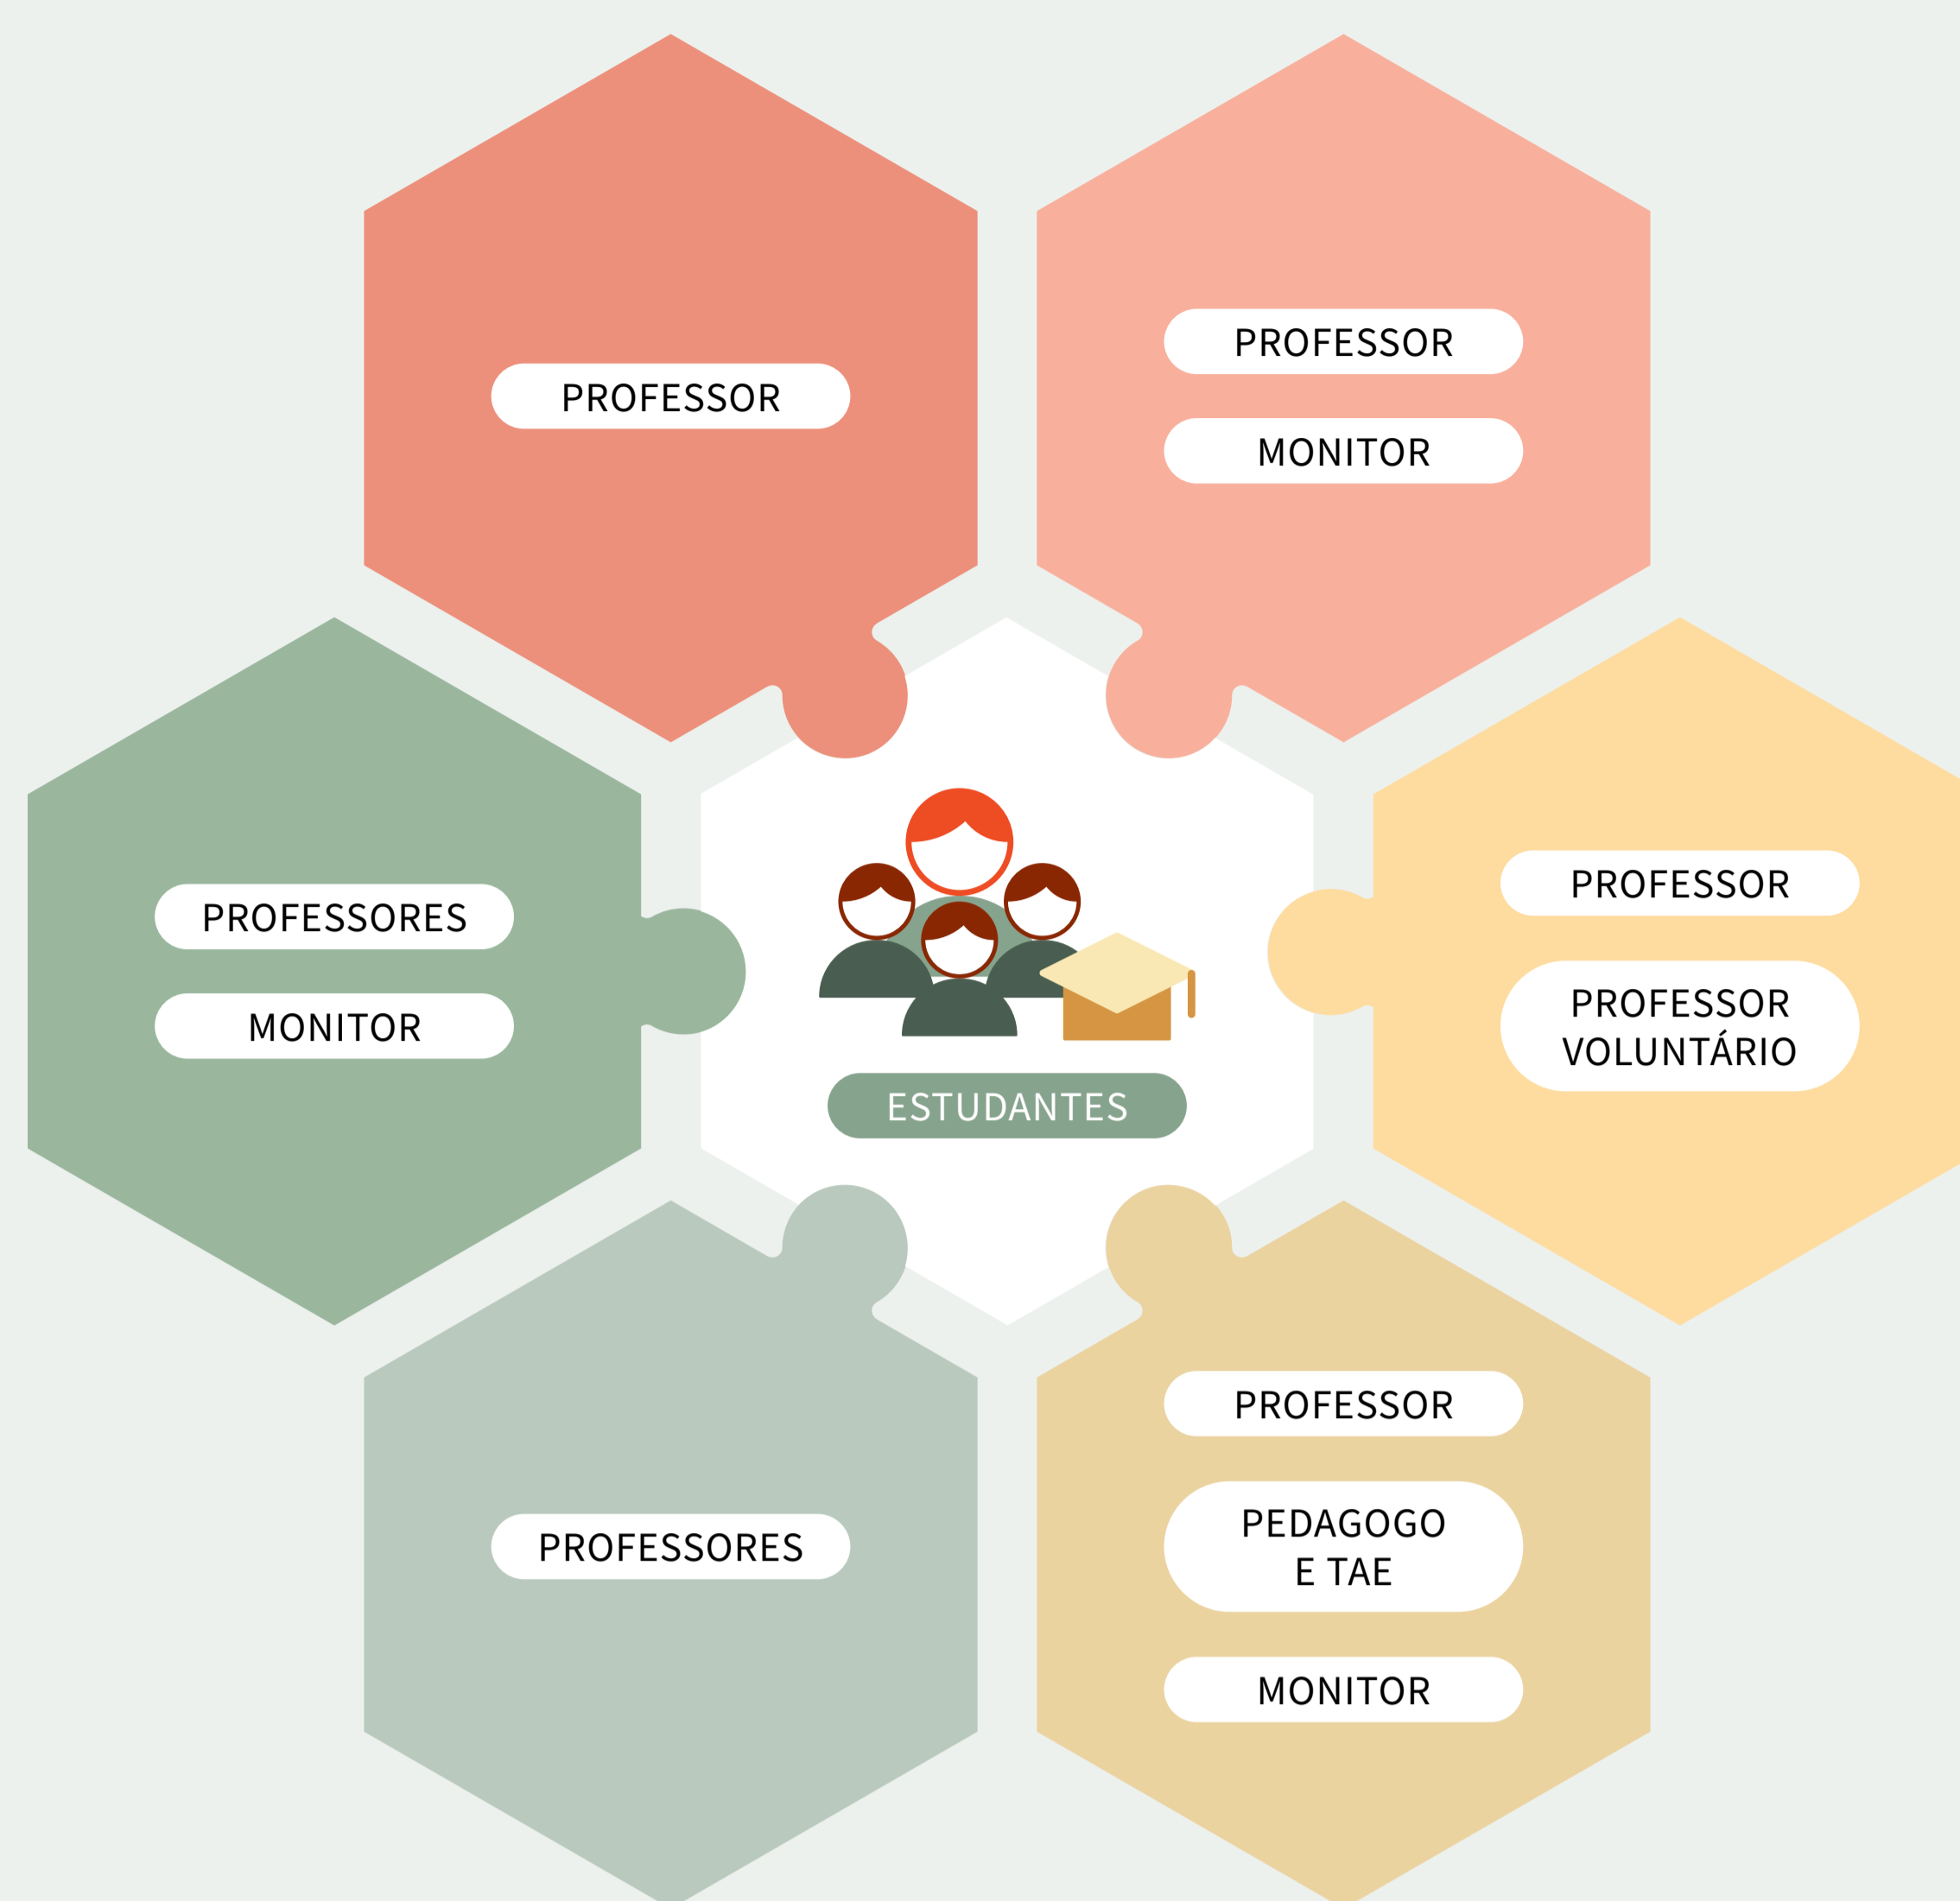 PROFESSOR
PROFESSOR
MONITOR
PROFESSORES
MONITOR
ESTUDANTES
PROFESSOR
PROFESSOR
VOLUNTÁRIO
PROFESSORES
PROFESSOR
PEDAGOGO
E TAE
MONITOR